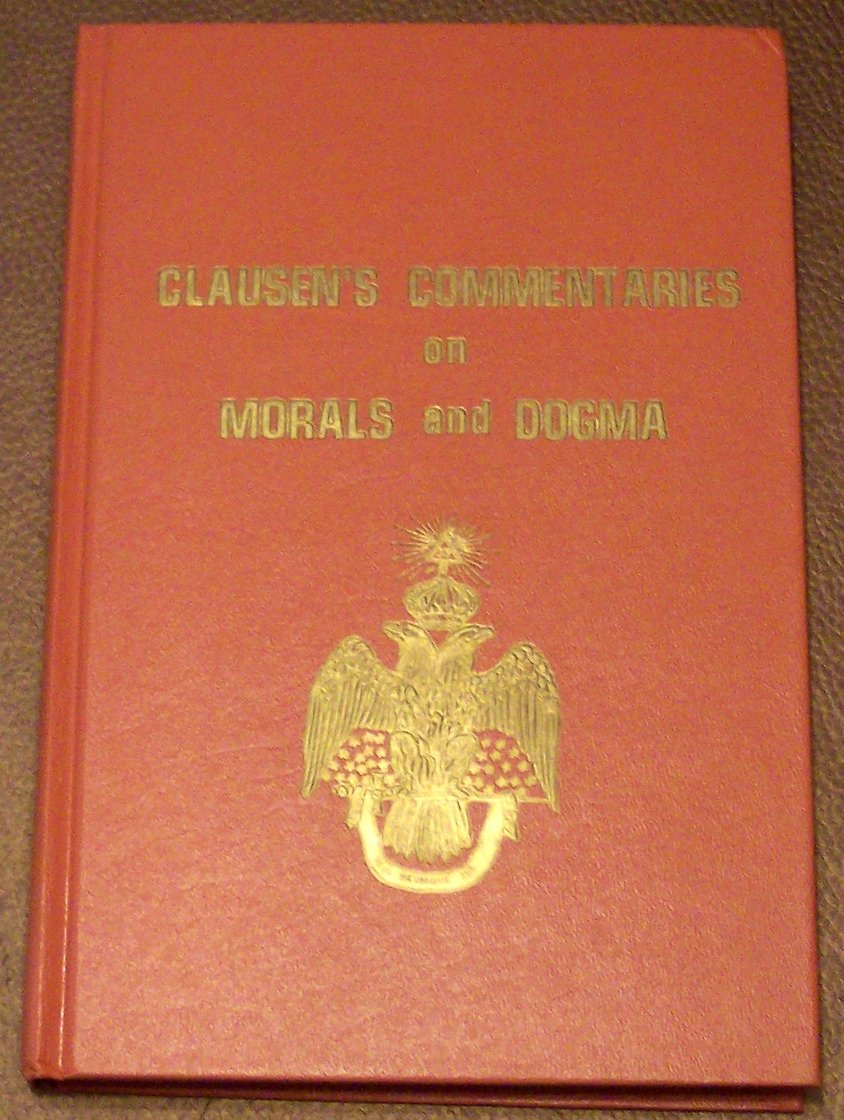 CLAUSEN'S COMMENTARIES
on
MORALS and DOGMA